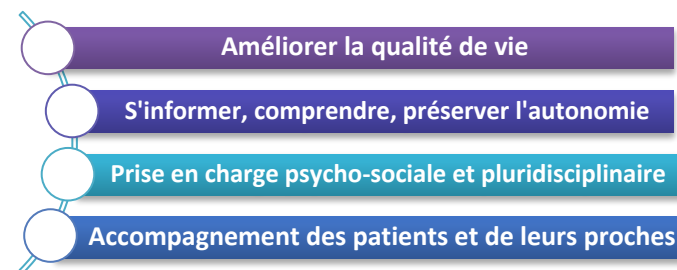 Améliorer la qualité de vie
S'informer, comprendre, préserver l'autonomie
Prise en charge psycho-sociale et pluridisciplinaire
Accompagnement des patients et de leurs proches